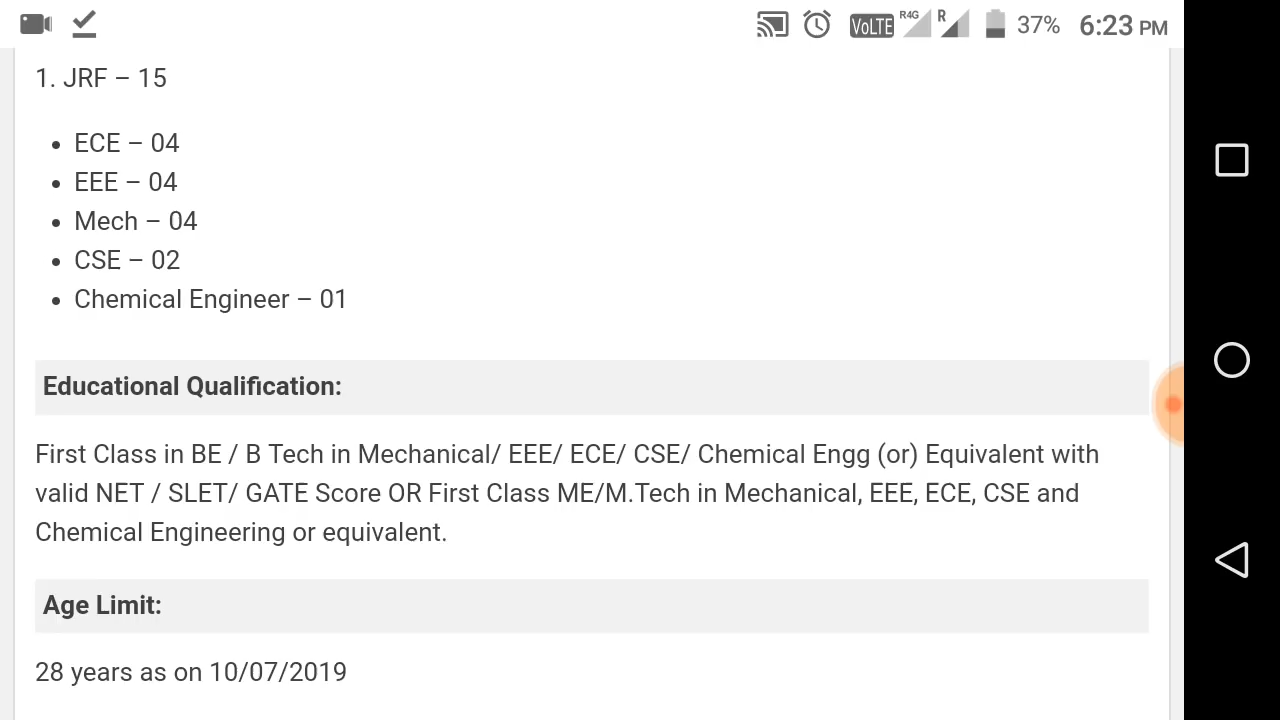 VoLTE R4G R 37% 6:23 PM
1. JRF – 15
• ECE – 04
• EEE – 04
• Mech – 04
• CSE – 02
• Chemical Engineer – 01
Educational Qualification:
First Class in BE / B Tech in Mechanical/ EEE/ ECE/ CSE/ Chemical Engg (or) Equivalent with
valid NET / SLET/ GATE Score OR First Class ME/M.Tech in Mechanical, EEE, ECE, CSE and
Chemical Engineering or equivalent.
Age Limit:
28 years as on 10/07/2019